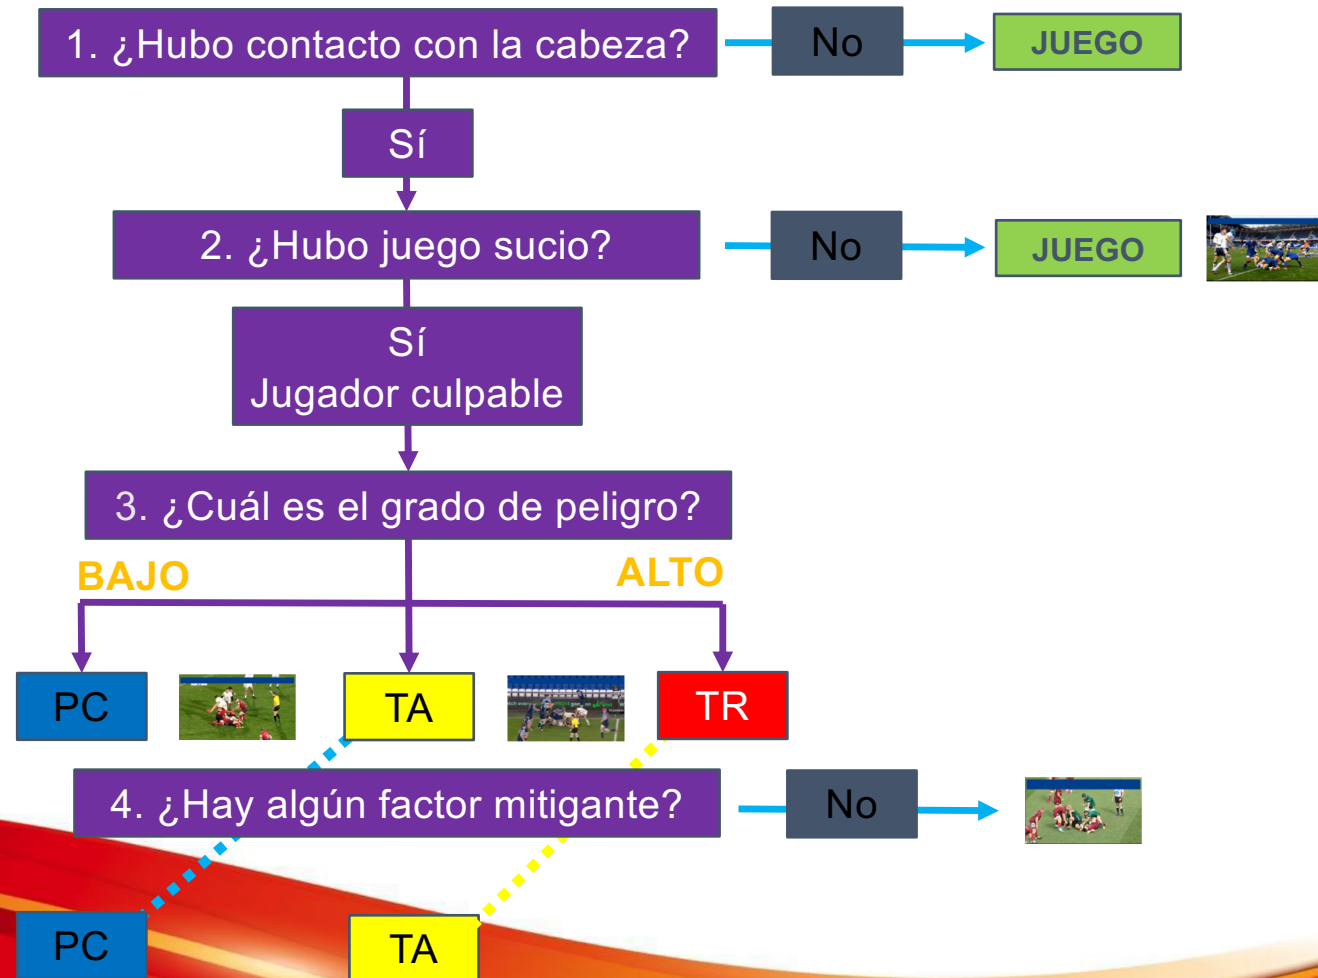 1. ¿Hubo contacto con la cabeza?
No
JUEGO
Sí
2. ¿Hubo juego sucio?
No
JUEGO
Sí
Jugador culpable
3. ¿Cuál es el grado de peligro?
BAJO
ALTO
PC
TA
TR
4. ¿Hay algún factor mitigante?
No
PC
TA